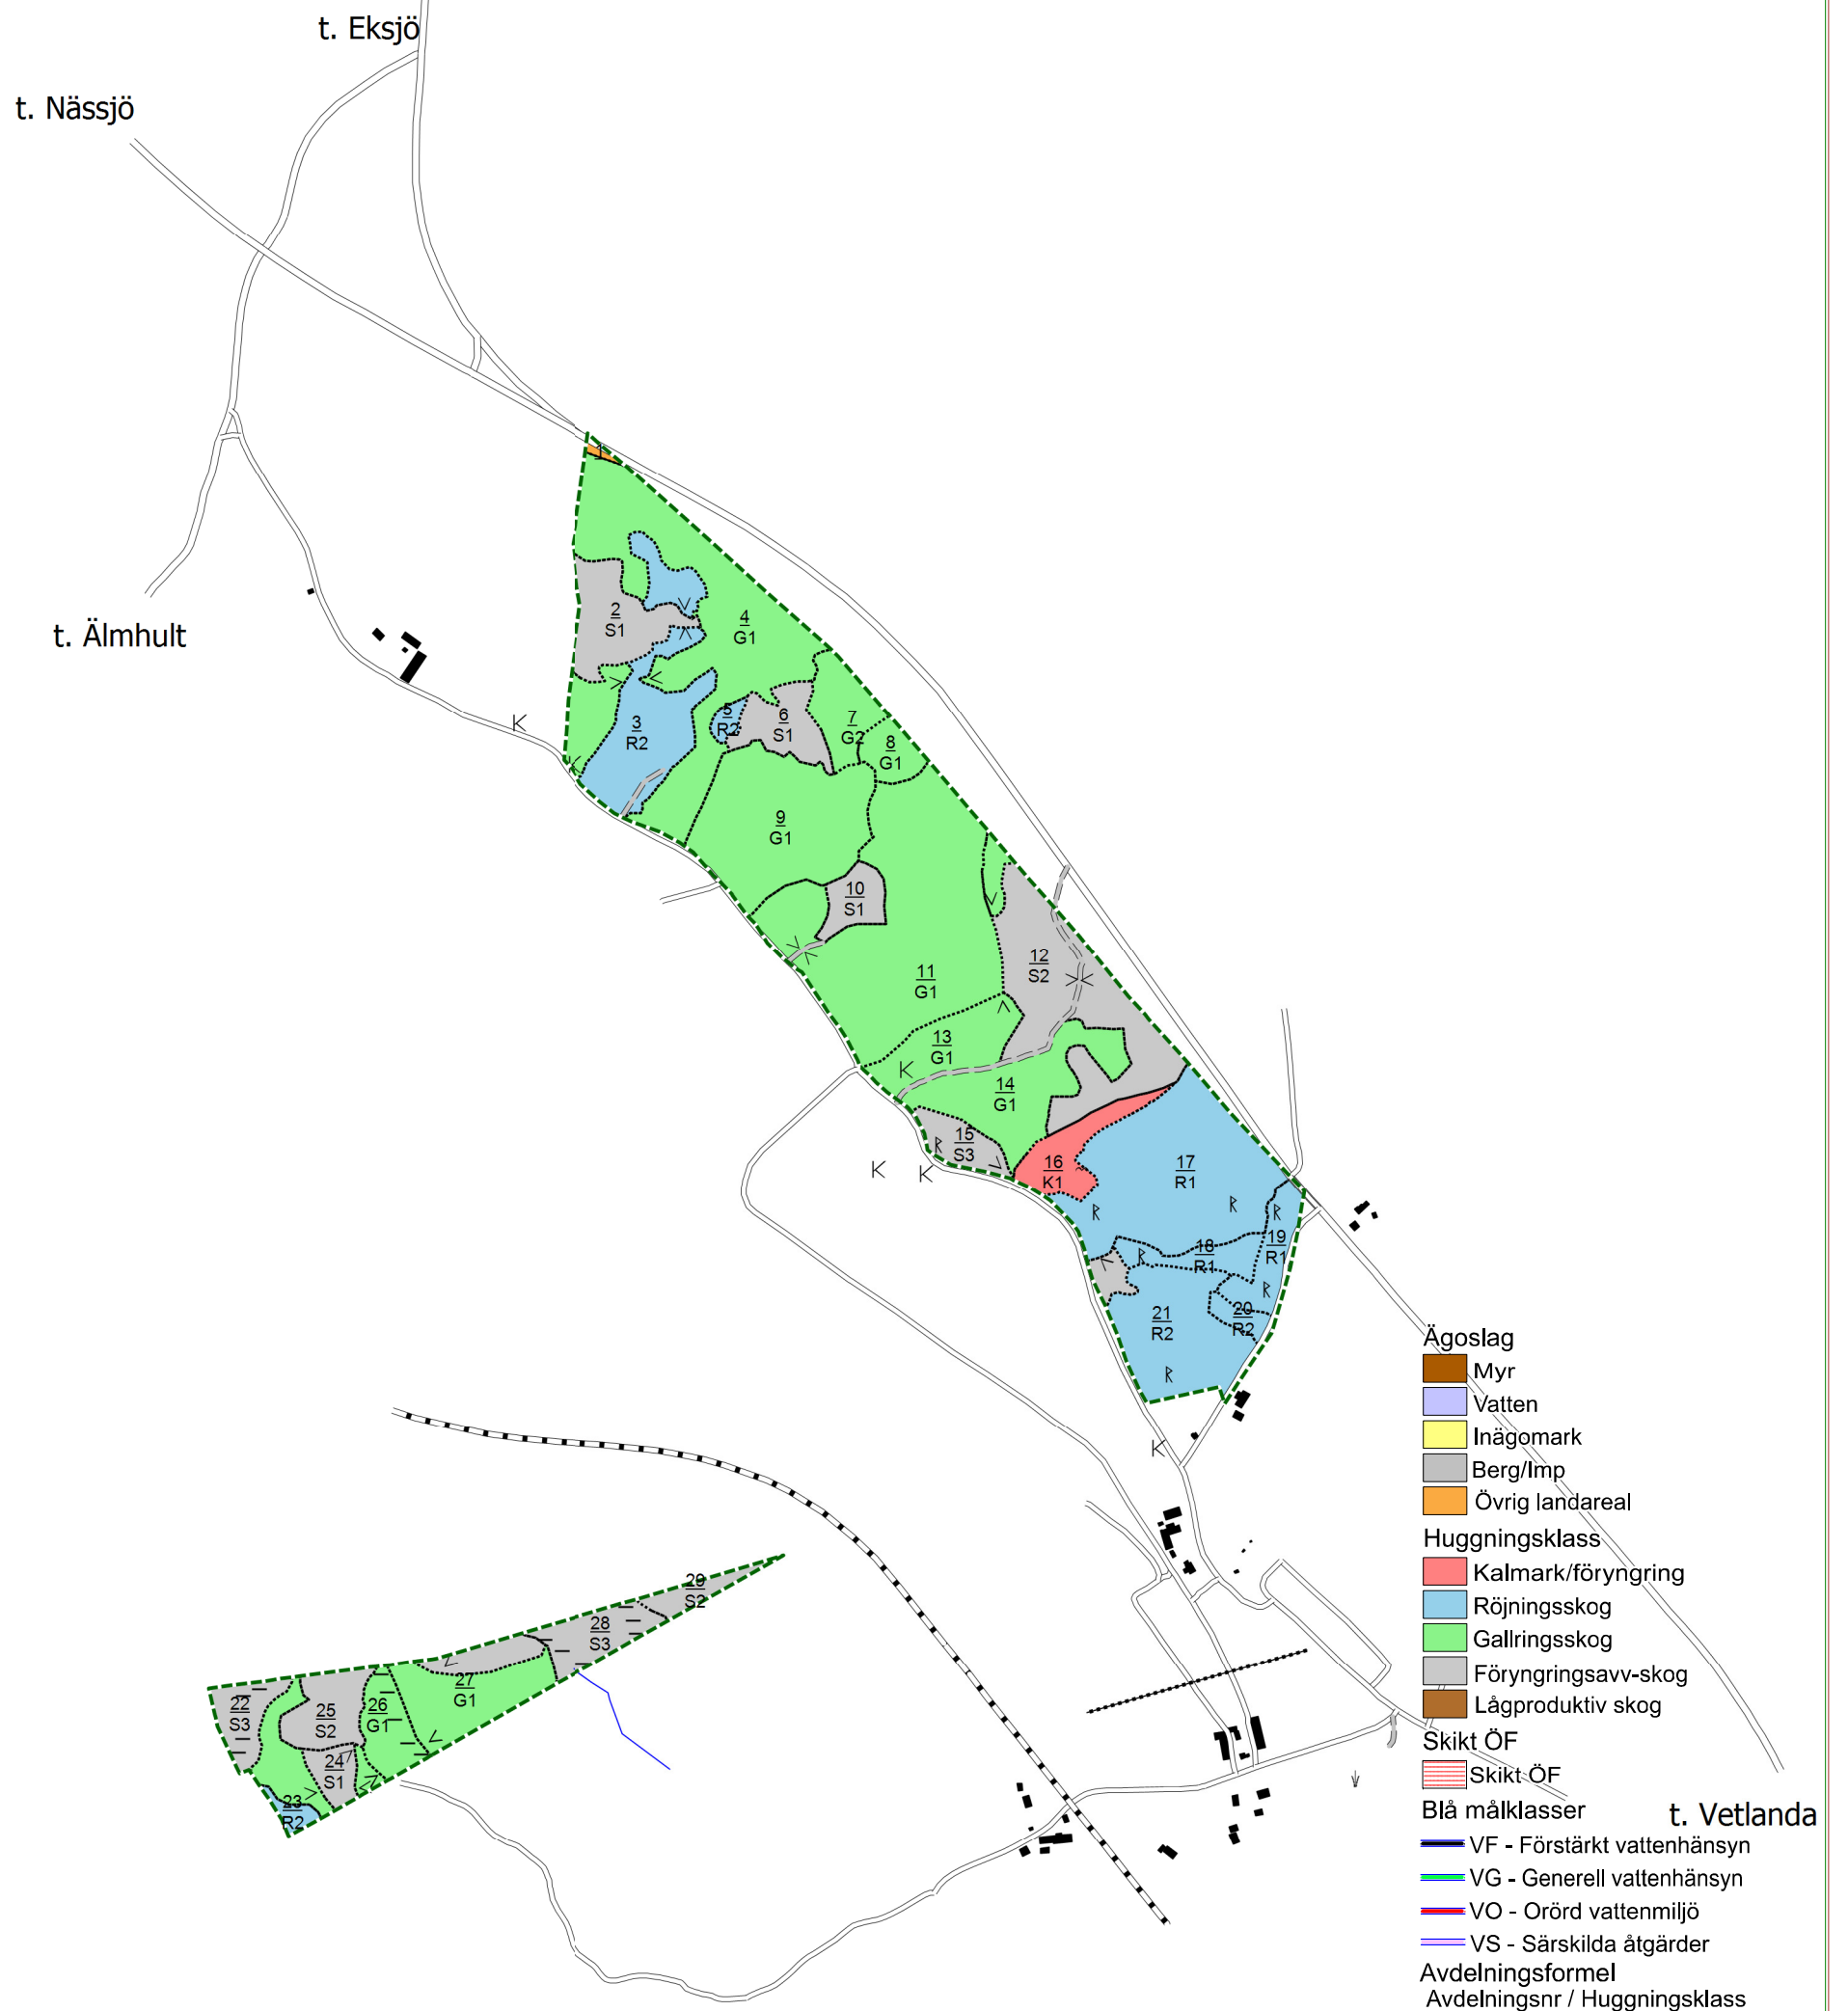 t. Eksjö
t. Nässjö
t. Älmhult
1
2
S1
4
G1
3
R2
5
R2
6
S1
7
G2
8
G1
9
G1
10
S1
11
G1
12
S2
13
G1
14
G1
15
S3
16
K1
17
R1
18
R1
19
R1
20
R2
21
R2
22
S3
23
R2
24
S1
25
S2
26
G1
27
G1
28
S3
29
S2
Ägoslag
Myr
Vatten
Inägomark
Berg/Imp
Övrig landareal
Huggningsklass
Kalmark/föryngring
Röjningsskog
Gallringsskog
Föryngringsavv-skog
Lågproduktiv skog
Skikt ÖF
Skikt ÖF
Blå målklasser
t. Vetlanda
VF - Förstärkt vattenhänsyn
VG - Generell vattenhänsyn
VO - Orörd vattenmiljö
VS - Särskilda åtgärder
Avdelningsformel
Avdelningsnr / Huggningsklass